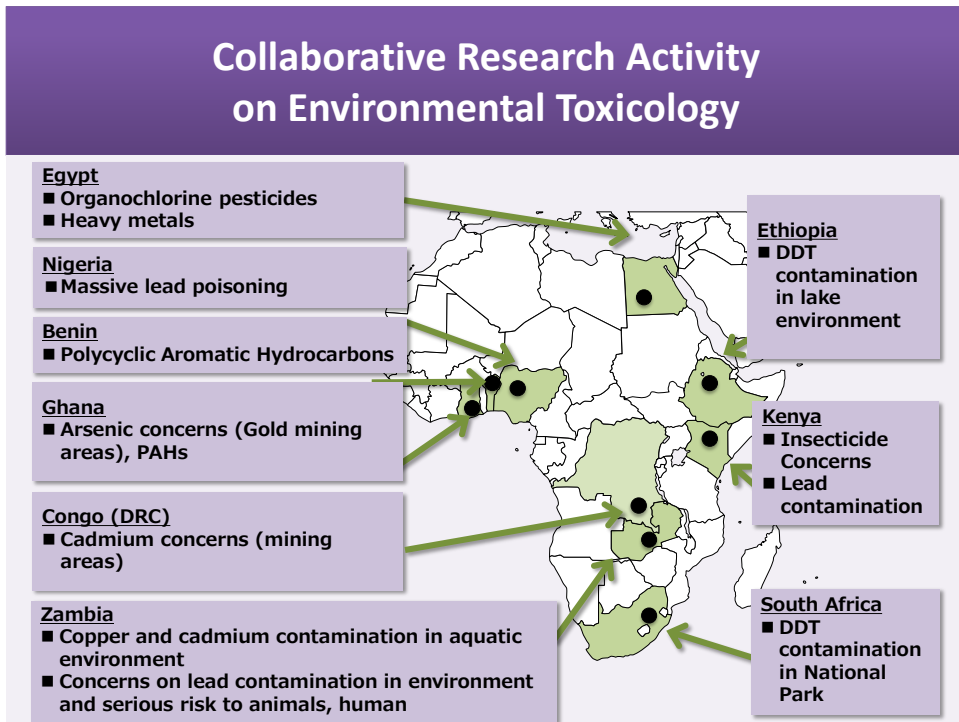 Collaborative Research Activity
on Environmental Toxicology
Egypt
■ Organochlorine pesticides
■ Heavy metals
Nigeria
■ Massive lead poisoning
Benin
■ Polycyclic Aromatic Hydrocarbons
Ghana
■ Arsenic concerns (Gold mining
areas), PAHs
Congo (DRC)
■ Cadmium concerns (mining
areas)
Zambia
■ Copper and cadmium contamination in aquatic
environment
■ Concerns on lead contamination in environment
and serious risk to animals, human
Ethiopia
■ DDT
contamination
in lake
environment
Kenya
■ Insecticide
Concerns
■ Lead
contamination
South Africa
■ DDT
contamination
in National
Park